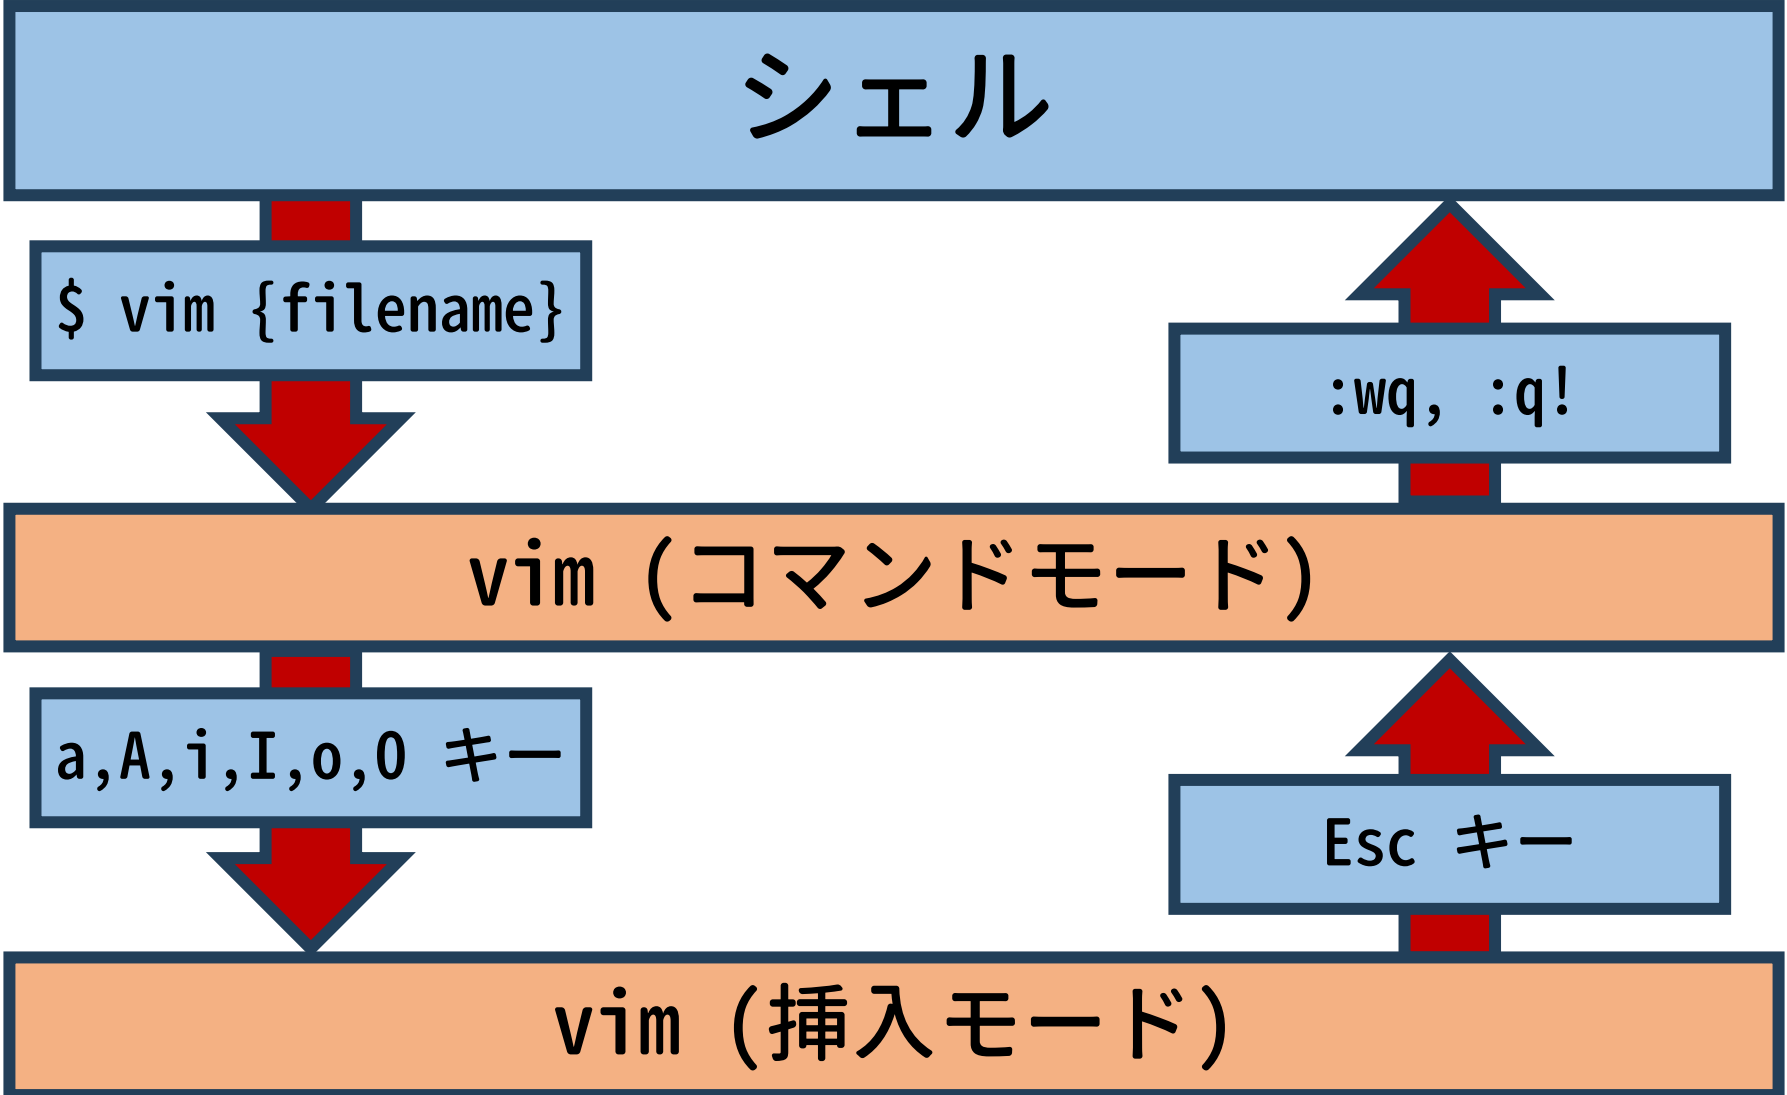 シェル
$ vim {filename}
:wq, :q!
vim (コマンドモード)
a,A,i,I,o,O キー
Esc キー
vim (挿入モード)